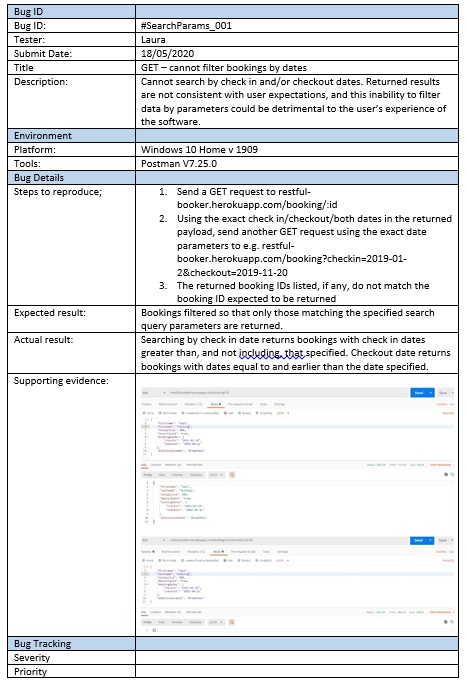 Bug ID
Bug ID: #SearchParams_001
Tester: Laura
Submit Date: 18/05/2020
Title GET – cannot filter bookings by dates
Description: Cannot search by check in and/or checkout dates. Returned results
are not consistent with user expectations, and this inability to filter
data by parameters could be detrimental to the user's experience of
the software.
Environment
Platform: Windows 10 Home v 1909
Tools: Postman V7.25.0
Bug Details
Steps to reproduce; 1. Send a GET request to restful-
booker.herokuapp.com/booking/:id
2. Using the exact check in/checkout/both dates in the returned
payload, send another GET request using the exact date
parameters to e.g. restful-
booker.herokuapp.com/booking?checkin=2019-01-
2&checkout=2019-11-20
3. The returned booking IDs listed, if any, do not match the
booking ID expected to be returned
Expected result: Bookings filtered so that only those matching the specified search
query parameters are returned.
Actual result: Searching by check in date returns bookings with check in dates
greater than, and not including, that specified. Checkout date returns
bookings with dates equal to and earlier than the date specified.
Supporting evidence:
Bug Tracking
Severity
Priority